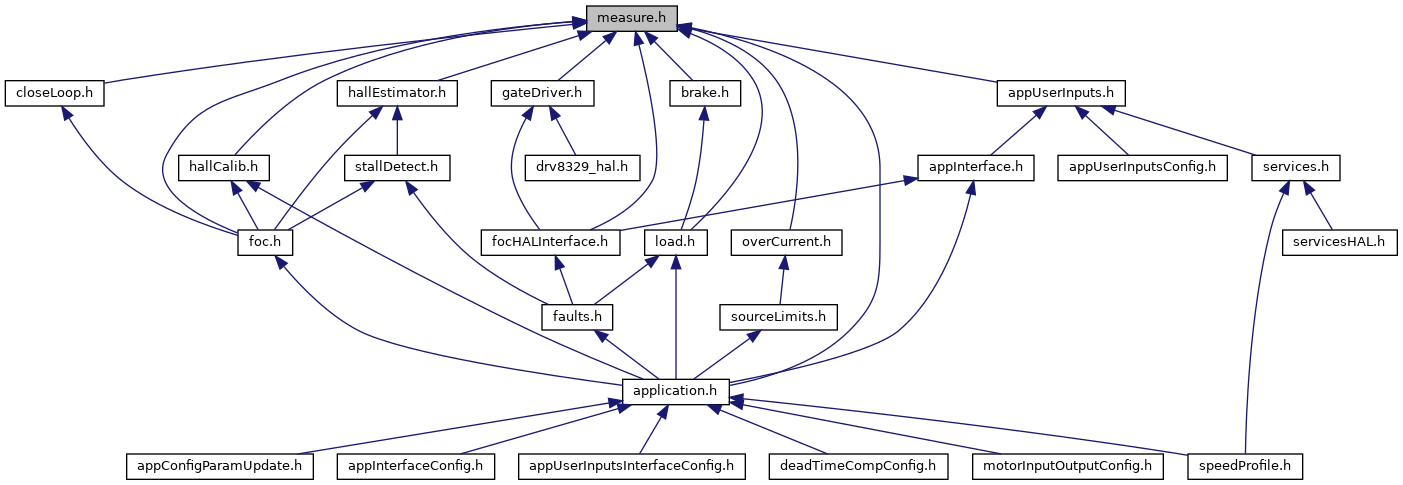 measure.h
closeLoop.h
hallEstimator.h
gateDriver.h
brake.h
appUserInputs.h
hallCalib.h
stallDetect.h
drv8329_hal.h
appInterface.h
appUserInputsConfig.h
services.h
foc.h
focHALInterface.h
load.h
overCurrent.h
servicesHAL.h
faults.h
sourceLimits.h
application.h
appConfigParamUpdate.h
appInterfaceConfig.h
appUserInputsInterfaceConfig.h
deadTimeCompConfig.h
motorInputOutputConfig.h
speedProfile.h